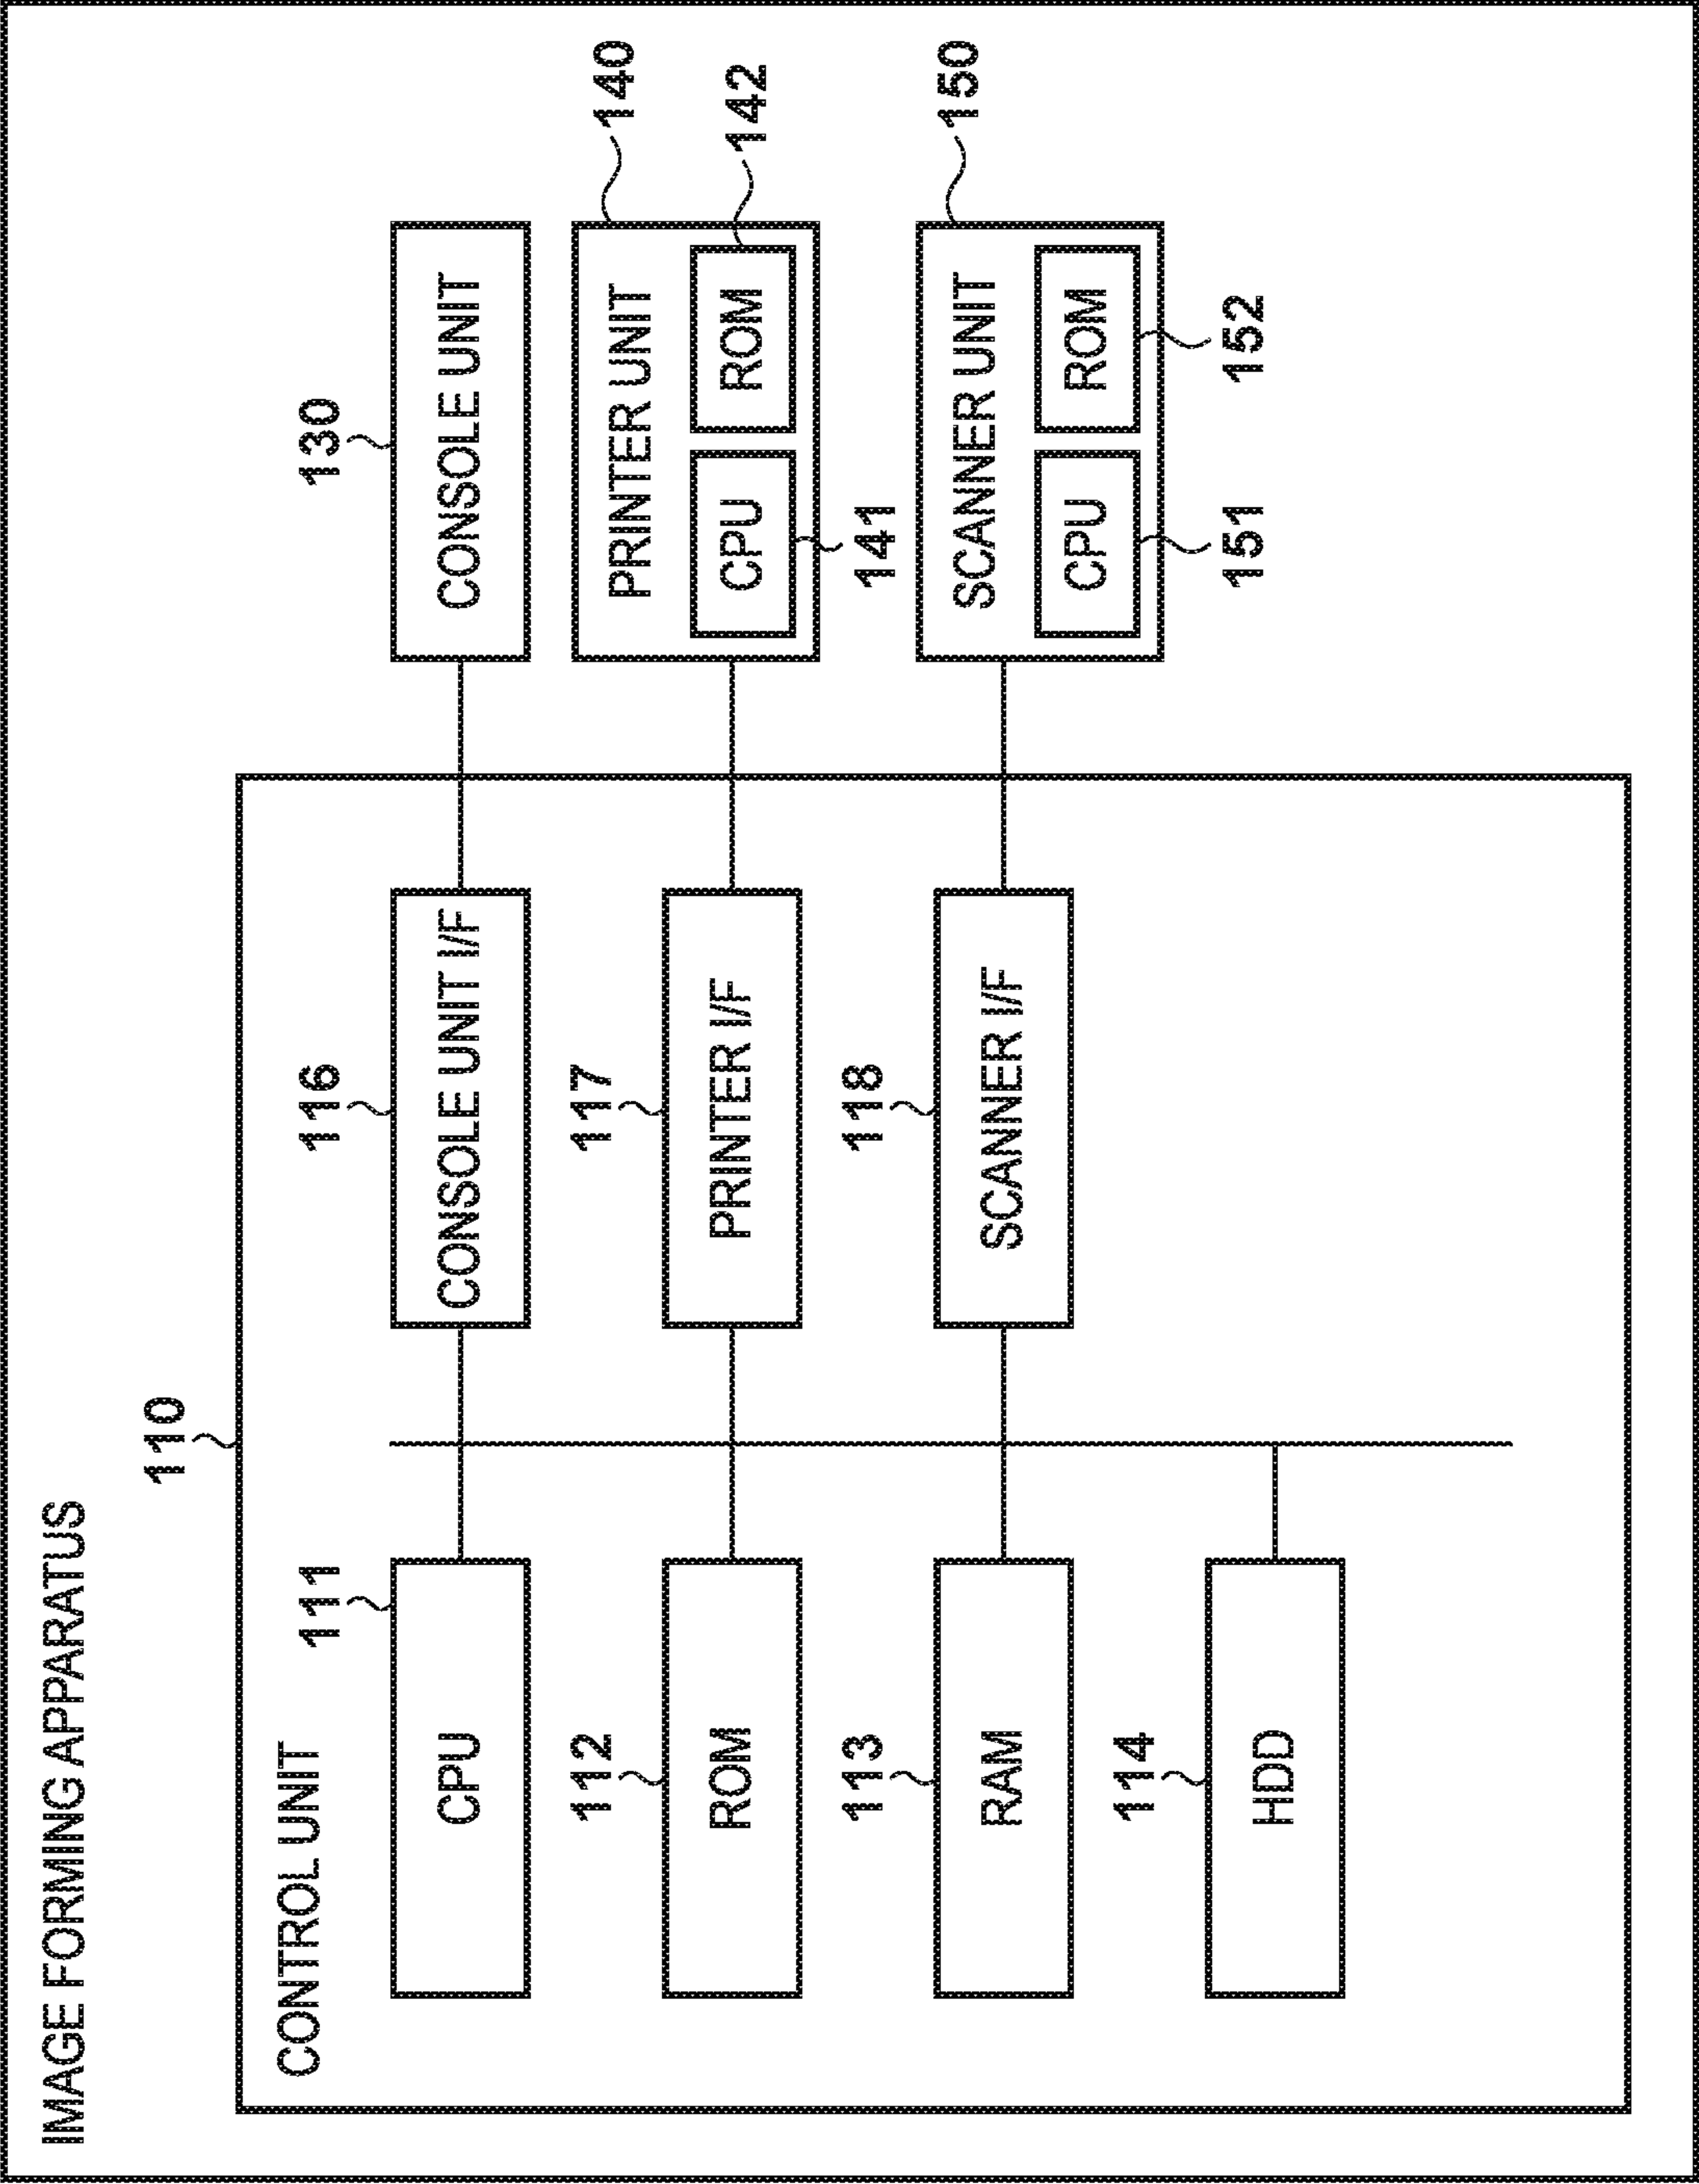 IMAGE FORMING APPARATUS
110
CONTROL UNIT
111
CPU
116
CONSOLE UNIT I/F
130
CONSOLE UNIT
112
ROM
117
PRINTER I/F
140
PRINTER UNIT
CPU
ROM
142
141
113
RAM
118
SCANNER I/F
150
SCANNER UNIT
CPU
ROM
151
152
114
HDD